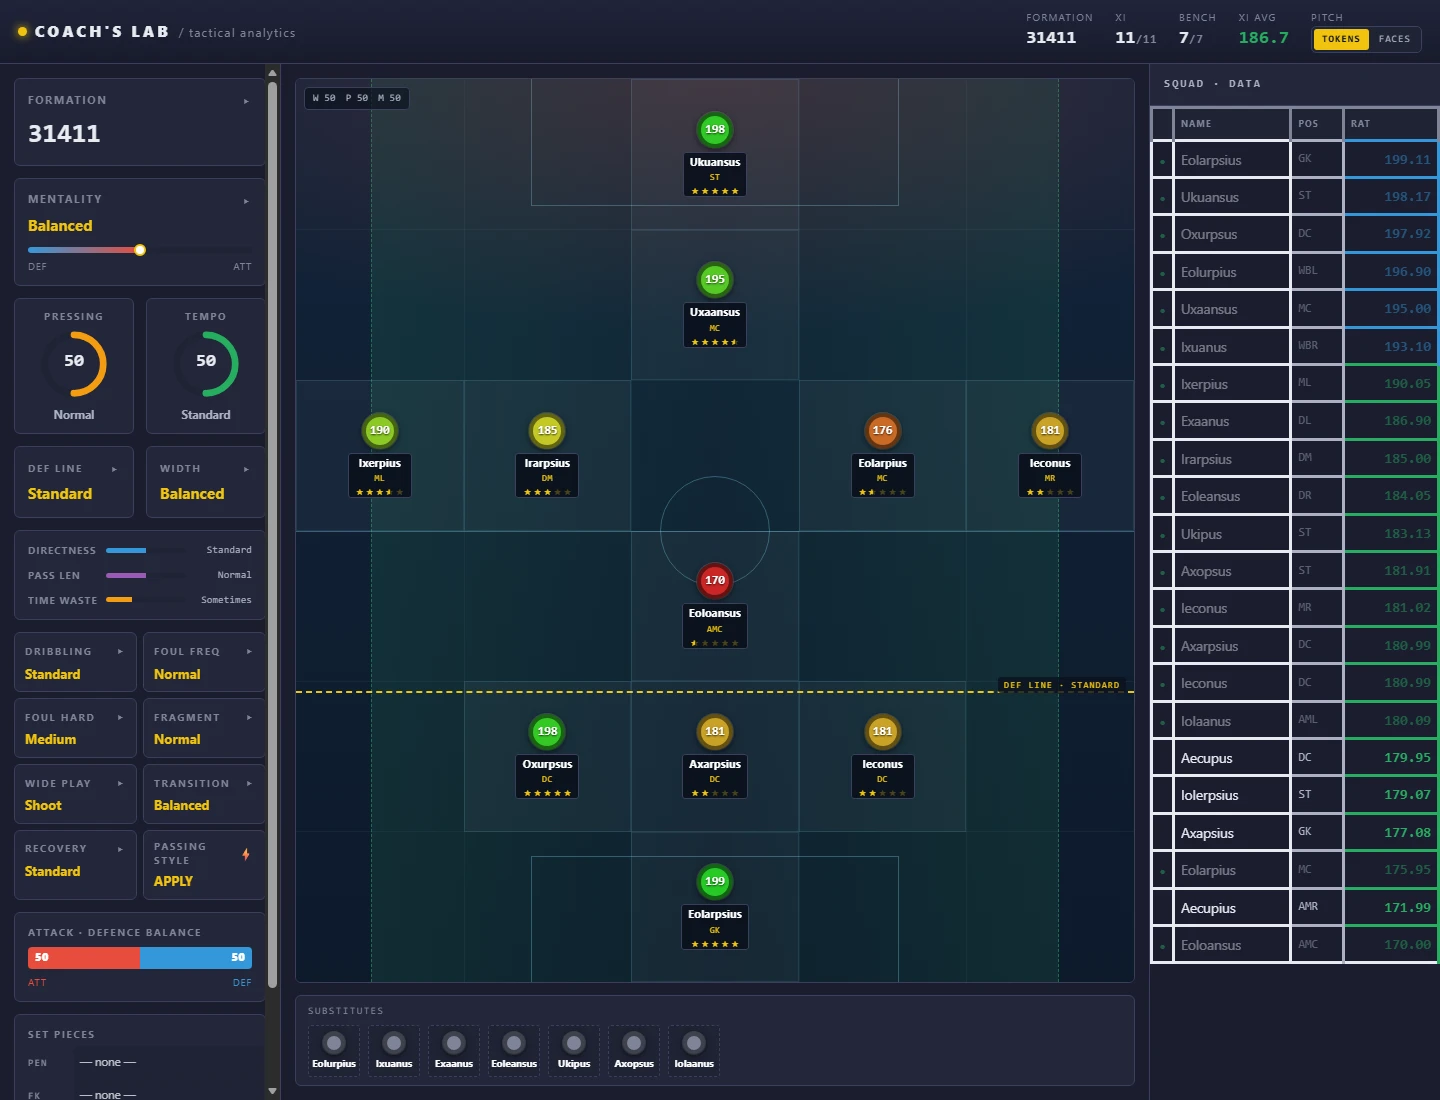 COACH'S LAB / tactical analytics
FORMATION
31411
XI
11/11
BENCH
7/7
XI AVG
186.7
PITCH
TOKENS FACES
FORMATION
31411
MENTALITY
Balanced
DEF ATT
PRESSING
50
Normal
TEMPO
50
Standard
DEF LINE
Standard
WIDTH
Balanced
DIRECTNESS Standard
PASS LEN Normal
TIME WASTE Sometimes
DRIBBLING
Standard
FOUL FREQ
Normal
FOUL HARD
Medium
FRAGMENT
Normal
WIDE PLAY
Shoot
TRANSITION
Balanced
RECOVERY
Standard
PASSING STYLE
APPLY
ATTACK · DEFENCE BALANCE
50 50
ATT DEF
SET PIECES
PEN — none —
FK — none —
W 50 P 50 M 50
198
Ukuansus
ST
195
Uxaansus
MC
190
Ixerpius
ML
185
Irarpsius
DM
176
Eolarpius
MC
181
Ieconus
MR
170
Eoloansus
AMC
DEF LINE · STANDARD
198
Oxurpsus
DC
181
Axarpsius
DC
181
Ieconus
DC
199
Eolarpsius
GK
SUBSTITUTES
Eolurpius
Ixuanus
Exaanus
Eoleansus
Ukipus
Axopsus
Iolaanus
SQUAD · DATA
NAME POS RAT
Eolarpsius GK 199.11
Ukuansus ST 198.17
Oxurpsus DC 197.92
Eolurpius WBL 196.90
Uxaansus MC 195.00
Ixuanus WBR 193.10
Ixerpius ML 190.05
Exaanus DL 186.90
Irarpsius DM 185.00
Eoleansus DR 184.05
Ukipus ST 183.13
Axopsus ST 181.91
Ieconus MR 181.02
Axarpsius DC 180.99
Ieconus DC 180.99
Iolaanus AML 180.09
Aecupus DC 179.95
Iolerpsius ST 179.07
Axapsius GK 177.08
Eolarpius MC 175.95
Aecupius AMR 171.99
Eoloansus AMC 170.00